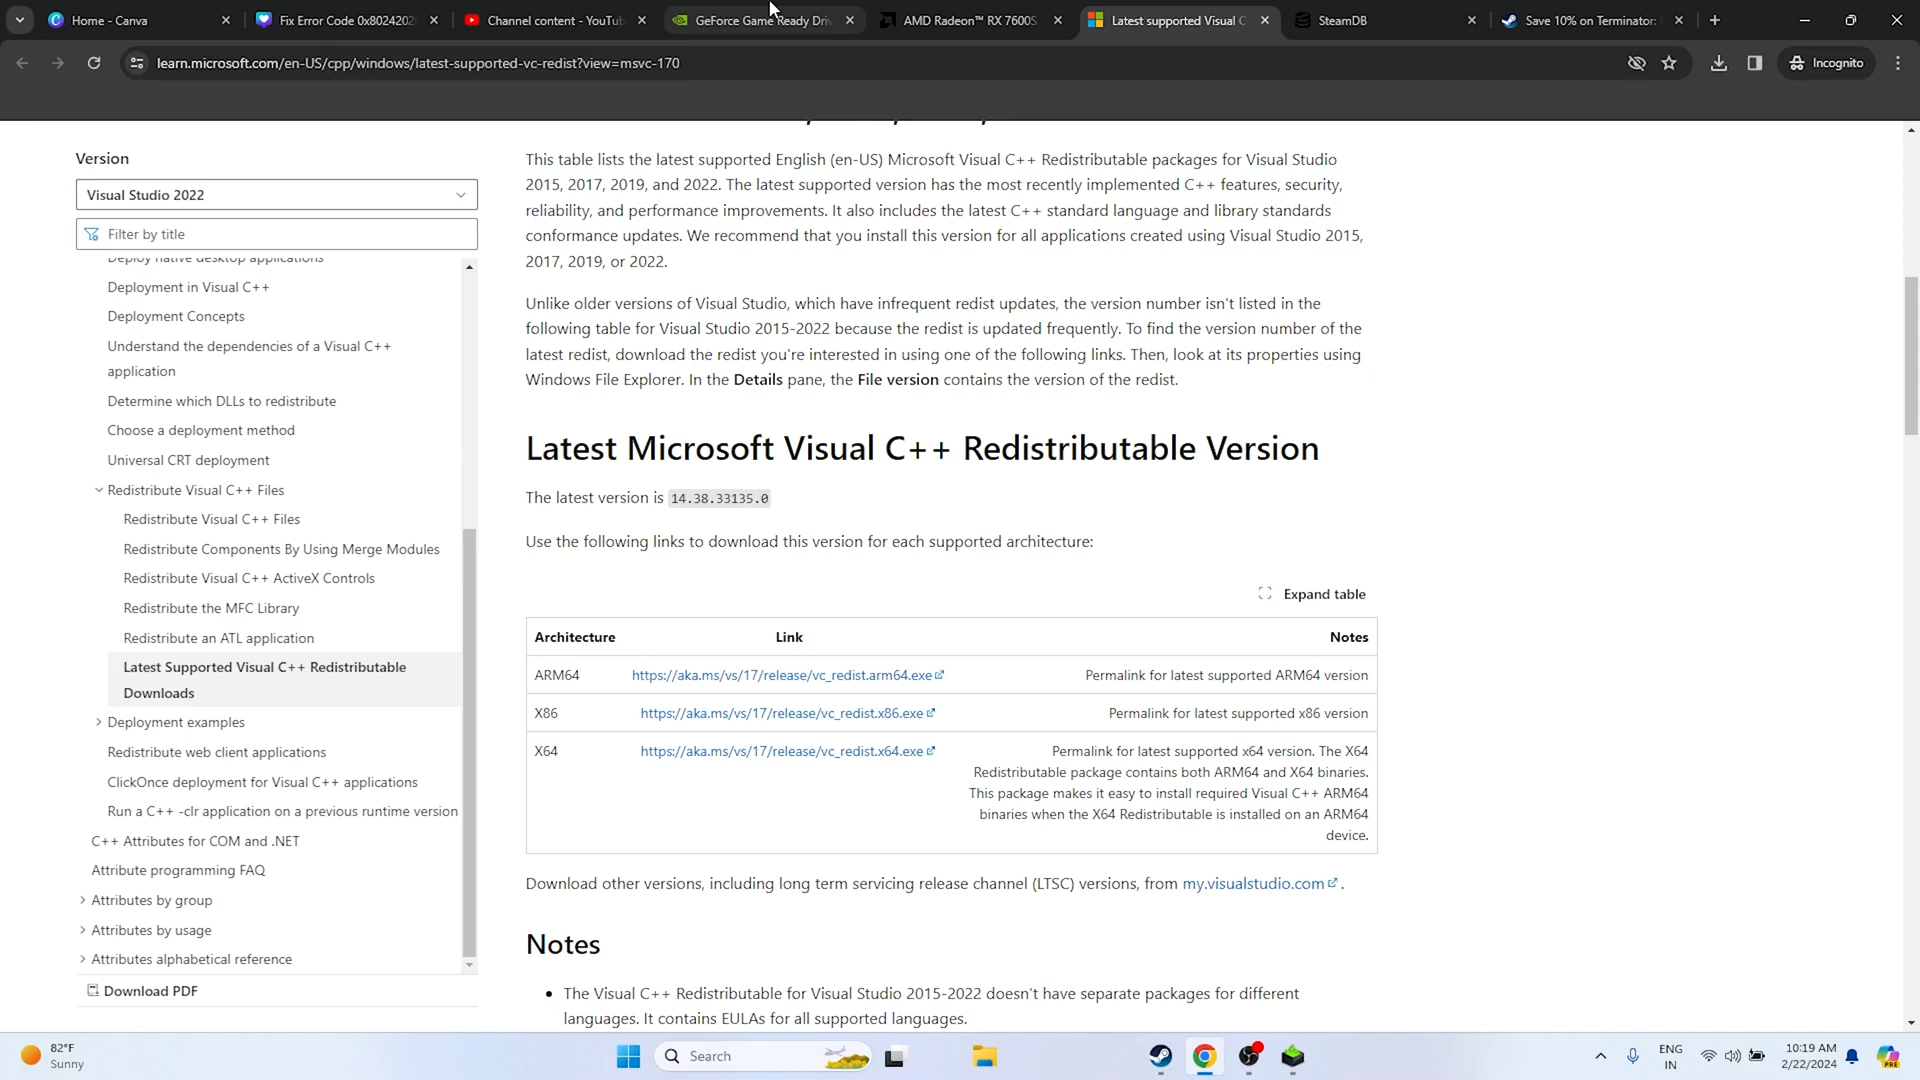 Home - Canva
Fix Error Code 0x8024202
Channel content - YouTub
GeForce Game Ready Driv
AMD Radeon™ RX 7600S
Latest supported Visual C
SteamDB
Save 10% on Terminator:
learn.microsoft.com/en-US/cpp/windows/latest-supported-vc-redist?view=msvc-170
Incognito
Version
Visual Studio 2022
Filter by title
Deploy native desktop applications
Deployment in Visual C++
Deployment Concepts
Understand the dependencies of a Visual C++
application
Determine which DLLs to redistribute
Choose a deployment method
Universal CRT deployment
Redistribute Visual C++ Files
Redistribute Visual C++ Files
Redistribute Components By Using Merge Modules
Redistribute Visual C++ ActiveX Controls
Redistribute the MFC Library
Redistribute an ATL application
Latest Supported Visual C++ Redistributable
Downloads
Deployment examples
Redistribute web client applications
ClickOnce deployment for Visual C++ applications
Run a C++ -clr application on a previous runtime version
C++ Attributes for COM and .NET
Attribute programming FAQ
Attributes by group
Attributes by usage
Attributes alphabetical reference
Download PDF
This table lists the latest supported English (en-US) Microsoft Visual C++ Redistributable packages for Visual Studio
2015, 2017, 2019, and 2022. The latest supported version has the most recently implemented C++ features, security,
reliability, and performance improvements. It also includes the latest C++ standard language and library standards
conformance updates. We recommend that you install this version for all applications created using Visual Studio 2015,
2017, 2019, or 2022.
Unlike older versions of Visual Studio, which have infrequent redist updates, the version number isn't listed in the
following table for Visual Studio 2015-2022 because the redist is updated frequently. To find the version number of the
latest redist, download the redist you're interested in using one of the following links. Then, look at its properties using
Windows File Explorer. In the Details pane, the File version contains the version of the redist.
Latest Microsoft Visual C++ Redistributable Version
The latest version is 14.38.33135.0
Use the following links to download this version for each supported architecture:
Expand table
Architecture Link Notes
ARM64 https://aka.ms/vs/17/release/vc_redist.arm64.exe Permalink for latest supported ARM64 version
X86 https://aka.ms/vs/17/release/vc_redist.x86.exe Permalink for latest supported x86 version
X64 https://aka.ms/vs/17/release/vc_redist.x64.exe Permalink for latest supported x64 version. The X64
Redistributable package contains both ARM64 and X64 binaries.
This package makes it easy to install required Visual C++ ARM64
binaries when the X64 Redistributable is installed on an ARM64
device.
Download other versions, including long term servicing release channel (LTSC) versions, from my.visualstudio.com .
Notes
• The Visual C++ Redistributable for Visual Studio 2015-2022 doesn't have separate packages for different
languages. It contains EULAs for all supported languages.
82°F
Sunny
Search
ENG
IN
10:19 AM
2/22/2024
PRE